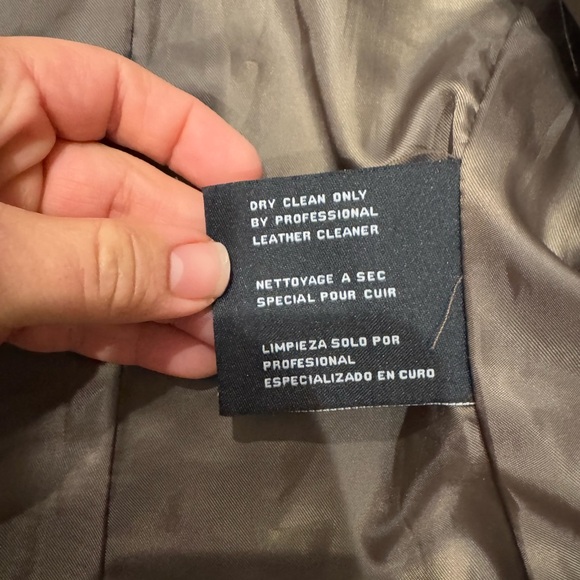 DRY CLEAN ONLY
BY PROFESSIONAL
LEATHER CLEANER
NETTOYAGE A SEC
SPECIAL POUR CUIR
LIMPIEZA SOLO POR
PROFESIONAL
ESPECIALIZADO EN CURO